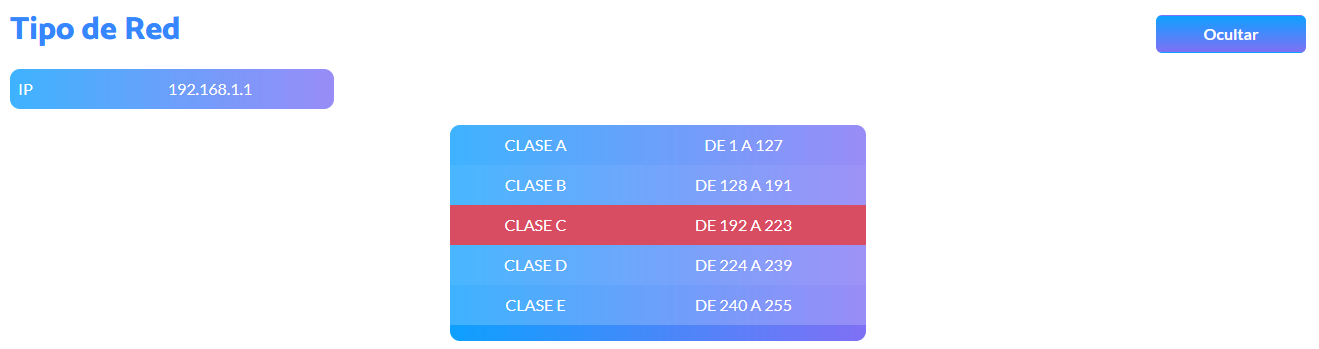 Tipo de Red
Ocultar
IP 192.168.1.1
CLASE A DE 1 A 127
CLASE B DE 128 A 191
CLASE C DE 192 A 223
CLASE D DE 224 A 239
CLASE E DE 240 A 255